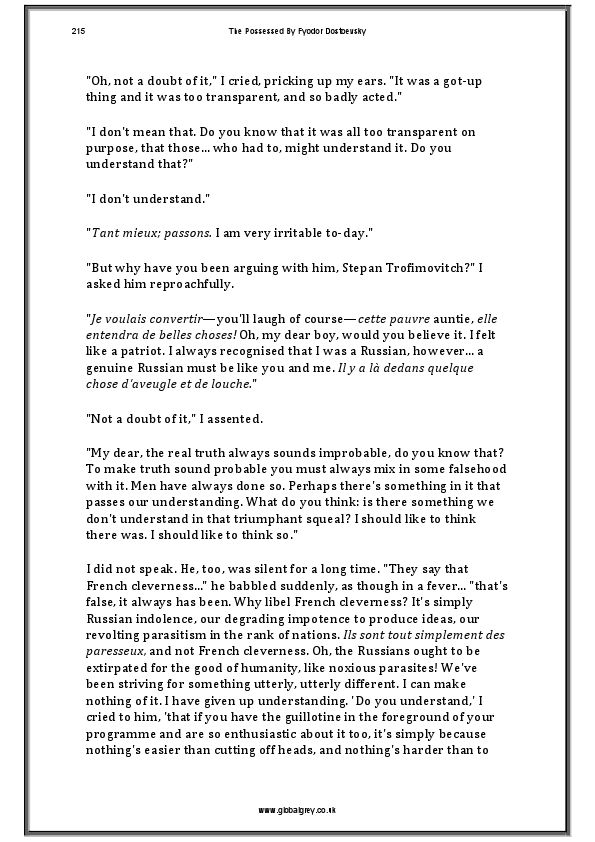 215 The Possessed By Fyodor Dostoevsky
"Oh, not a doubt of it," I cried, pricking up my ears. "It was a got-up
thing and it was too transparent, and so badly acted."
"I don't mean that. Do you know that it was all too transparent on
purpose, that those... who had to, might understand it. Do you
understand that?"
"I don't understand."
"Tant mieux; passons. I am very irritable to-day."
"But why have you been arguing with him, Stepan Trofimovitch?" I
asked him reproachfully.
"Je voulais convertir—you'll laugh of course—cette pauvre auntie, elle
entendra de belles choses! Oh, my dear boy, would you believe it. I felt
like a patriot. I always recognised that I was a Russian, however... a
genuine Russian must be like you and me. Il y a là dedans quelque
chose d'aveugle et de louche."
"Not a doubt of it," I assented.
"My dear, the real truth always sounds improbable, do you know that?
To make truth sound probable you must always mix in some falsehood
with it. Men have always done so. Perhaps there's something in it that
passes our understanding. What do you think: is there something we
don't understand in that triumphant squeal? I should like to think
there was. I should like to think so."
I did not speak. He, too, was silent for a long time. "They say that
French cleverness..." he babbled suddenly, as though in a fever... "that's
false, it always has been. Why libel French cleverness? It's simply
Russian indolence, our degrading impotence to produce ideas, our
revolting parasitism in the rank of nations. Ils sont tout simplement des
paresseux, and not French cleverness. Oh, the Russians ought to be
extirpated for the good of humanity, like noxious parasites! We've
been striving for something utterly, utterly different. I can make
nothing of it. I have given up understanding. 'Do you understand,' I
cried to him, 'that if you have the guillotine in the foreground of your
programme and are so enthusiastic about it too, it's simply because
nothing's easier than cutting off heads, and nothing's harder than to
www.globalgrey.co.uk